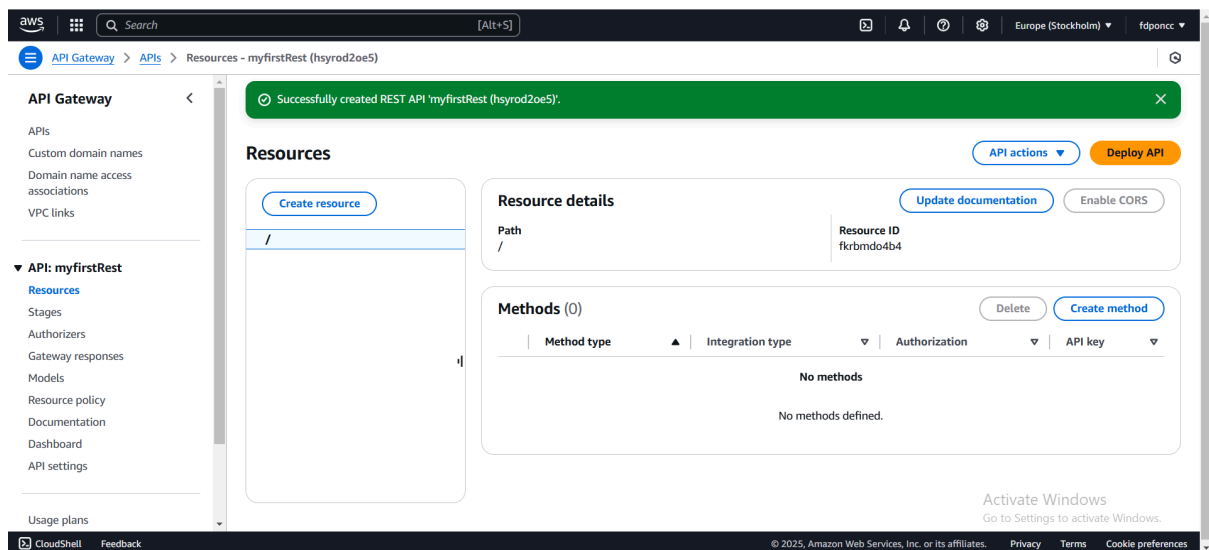 aws
Search [Alt+S] Europe (Stockholm) ▼ fdponcc ▼
API Gateway > APIs > Resources - myfirstRest (hsyrod2oe5)
API Gateway
APIs
Custom domain names
Domain name access
associations
VPC links
▼ API: myfirstRest
Resources
Stages
Authorizers
Gateway responses
Models
Resource policy
Documentation
Dashboard
API settings
Usage plans
Successfully created REST API 'myfirstRest (hsyrod2oe5)'.
Resources
API actions ▼ Deploy API
Create resource
/
Resource details
Update documentation Enable CORS
Path
/
Resource ID
fkrbmdo4b4
Methods (0)
Delete Create method
Method type Integration type Authorization API key
No methods
No methods defined.
Activate Windows
Go to Settings to activate Windows.
CloudShell Feedback © 2025, Amazon Web Services, Inc. or its affiliates. Privacy Terms Cookie preferences